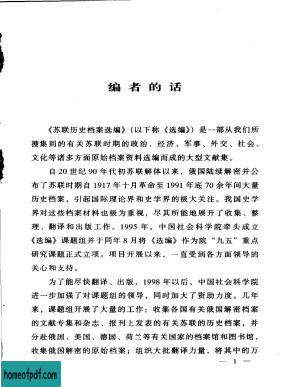 编者的话
《苏联历史档案选编》(以下称《选编》)是一部从我们所
搜集到的有关苏联时期的政治、经济、军事、外交、社会、
文化等诸多方面原始档案资料选编而成的大型文献集。
自20世纪90年代初苏联解体以来,俄国陆续解密并公
布了苏联时期自1917年十月革命至1991年底70余年间大量
历史档案,引起国际理论界和史学界的极大关注。我国史学
界对这些档案材料也极为重视,尽其所能地展开了收集、整
理、翻译和出版工作。1995年,中国社会科学院牵头成立
《选编》课题组并于同年8月将《选编》作为院“九五”重点
研究课题正式立项。项目开展以来,一直受到各方面领导的
关心和支持。
为了能尽快翻译、出版,1998年以后,中国社会科学院
进一步加强了对课题组的领导,同时加大了资助力度。几年
来,课题组开展了大量的工作:收集各国有关俄国解密档案
的文献专集和杂志、报刊上发表的有关苏联的历史档案,并
分赴俄国、美国、德国、荷兰等有关国家的档案馆和图书馆,
收集俄国解密的原始档案;组织大批翻译力量,将其中的万
1
homeofpdf.com
homeofpdf.com